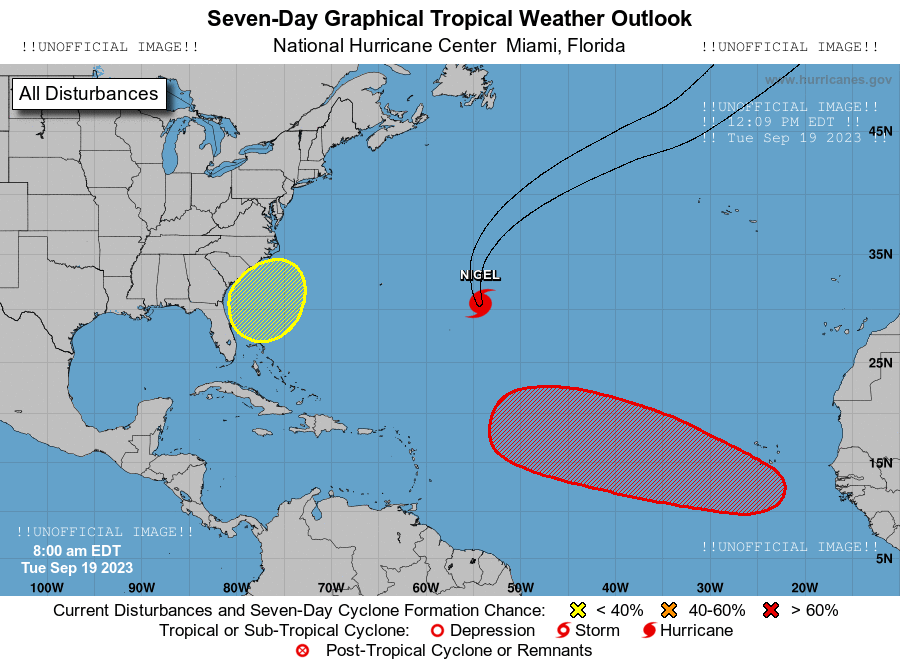 Seven-Day Graphical Tropical Weather Outlook
!!UNOFFICIAL IMAGE!! National Hurricane Center Miami, Florida !!UNOFFICIAL IMAGE!!
All Disturbances
www.hurricanes.gov
!!UNOFFICIAL IMAGE!!
!! 12:09 PM EDT !!
!! Tue Sep 19 2023 !!
45N
35N
NIGEL
25N
15N
!!UNOFFICIAL IMAGE!!
8:00 am EDT
Tue Sep 19 2023
!!UNOFFICIAL IMAGE!!
5N
100W 90W 80W 70W 60W 50W 40W 30W 20W
Current Disturbances and Seven-Day Cyclone Formation Chance: < 40% 40-60% > 60%
Tropical or Sub-Tropical Cyclone: Depression Storm Hurricane
Post-Tropical Cyclone or Remnants